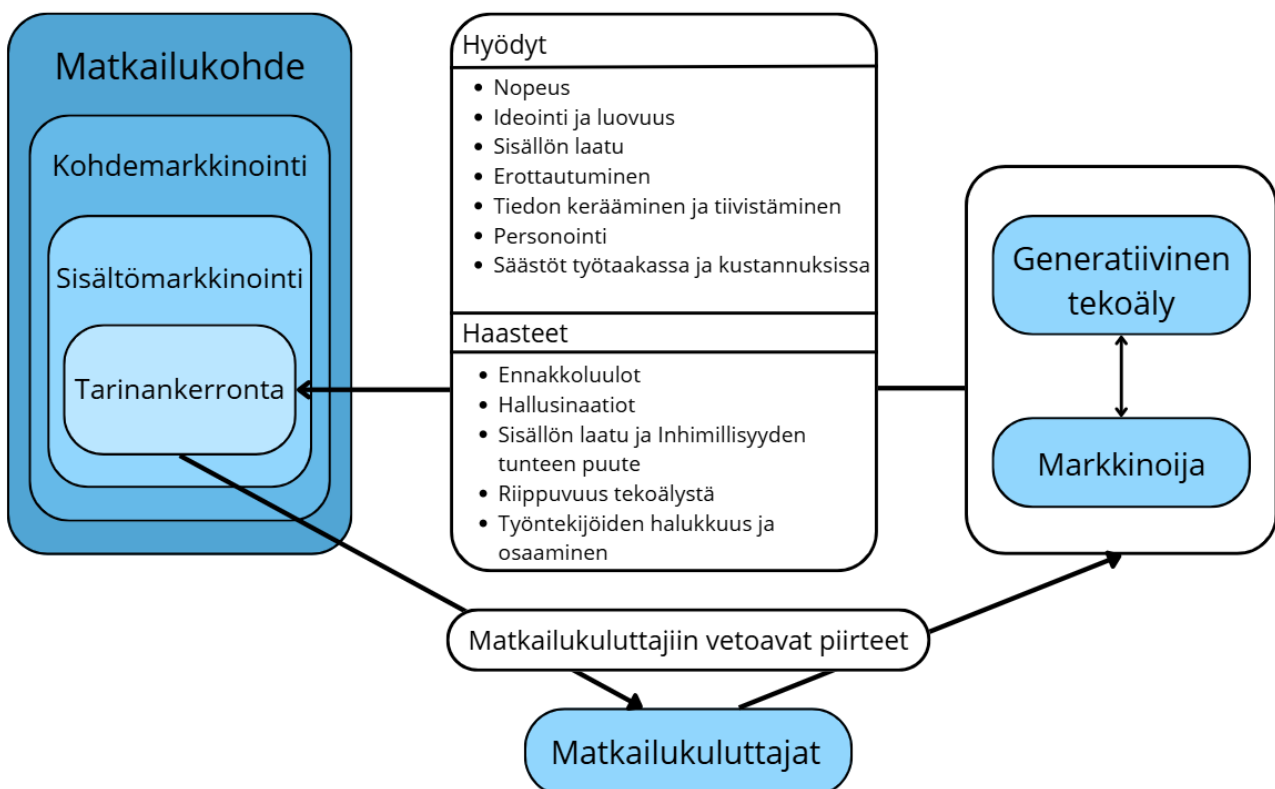 Matkailukohde
Kohdemarkkinointi
Sisältömarkkinointi
Tarinankerronta
Hyödyt
• Nopeus
• Ideointi ja luovuus
• Sisällön laatu
• Erottautuminen
• Tiedon kerääminen ja tiivistäminen
• Personointi
• Säästöt työtaakassa ja kustannuksissa
Haasteet
• Ennakkoluulot
• Hallusinaatiot
• Sisällön laatu ja Inhimillisyyden
tunteen puute
• Riippuvuus tekoälystä
• Työntekijöiden halukkuus ja
osaaminen
Generatiivinen
tekoäly
Markkinoija
Matkailukuluttajiin vetoavat piirteet
Matkailukuluttajat